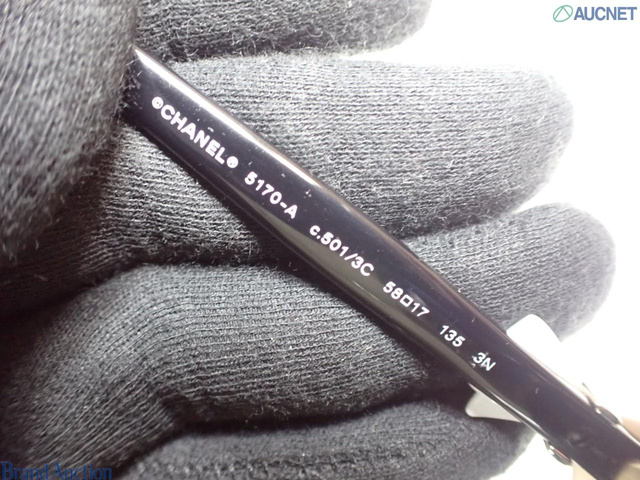 AUCNET
©CHANEL® 5170-A c.501/3C 58□17 135 3N
Brand Auction